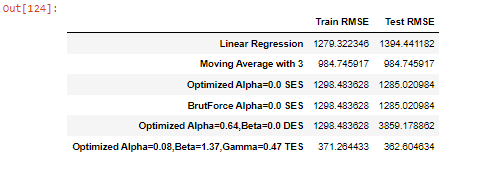 Out[124]:
Train RMSE Test RMSE
Linear Regression 1279.322346 1394.441182
Moving Average with 3 984.745917 984.745917
Optimized Alpha=0.0 SES 1298.483628 1285.020984
BrutForce Alpha=0.0 SES 1298.483628 1285.020984
Optimized Alpha=0.64,Beta=0.0 DES 1298.483628 3859.178862
Optimized Alpha=0.08,Beta=1.37,Gamma=0.47 TES 371.264433 362.604634